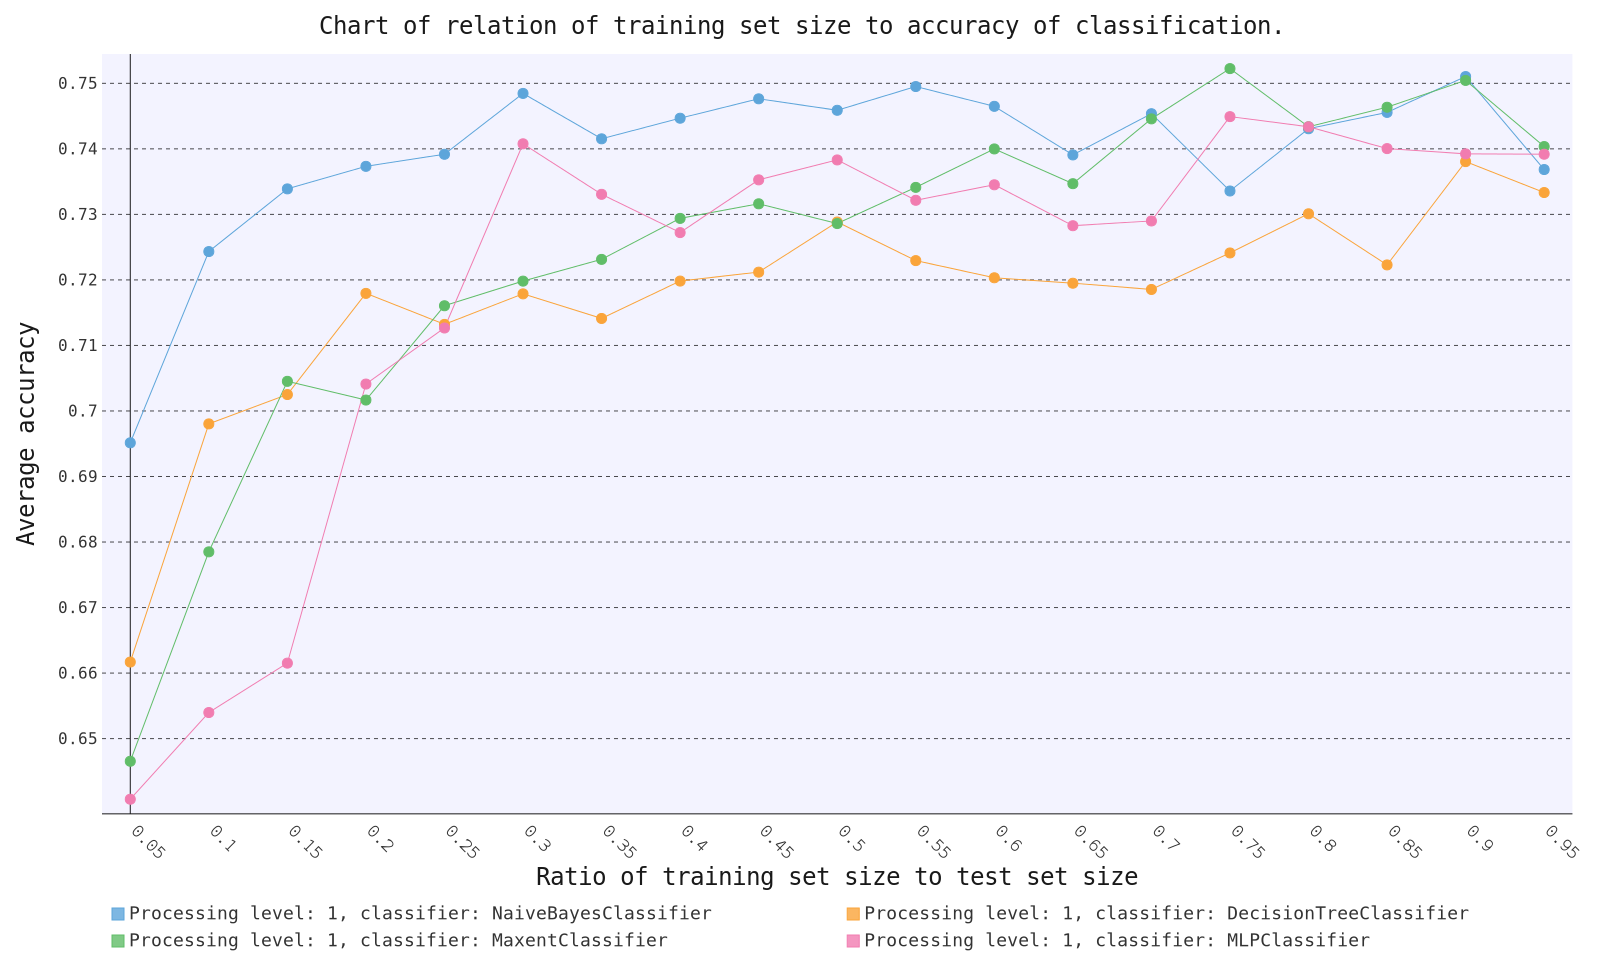 Chart of relation of training set size to accuracy of classification.
0.75
0.74
0.73
0.72
0.71
0.7
0.69
0.68
0.67
0.66
0.65
Average accuracy
0.05 0.1 0.15 0.2 0.25 0.3 0.35 0.4 0.45 0.5 0.55 0.6 0.65 0.7 0.75 0.8 0.85 0.9 0.95
Ratio of training set size to test set size
Processing level: 1, classifier: NaiveBayesClassifier
Processing level: 1, classifier: DecisionTreeClassifier
Processing level: 1, classifier: MaxentClassifier
Processing level: 1, classifier: MLPClassifier